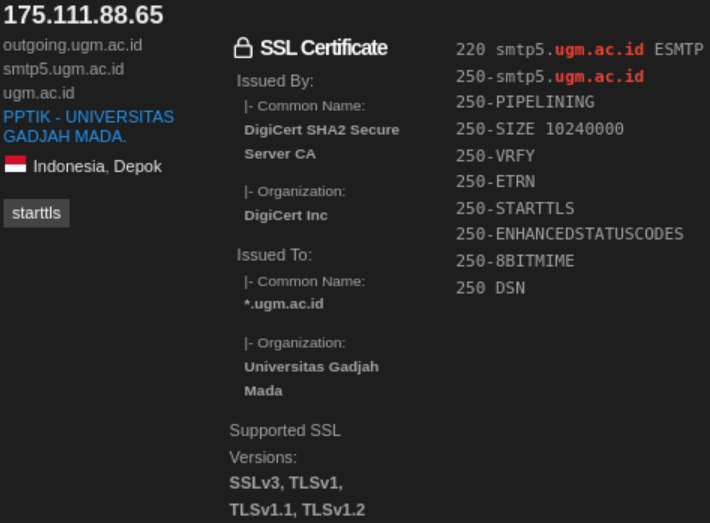 175.111.88.65
outgoing.ugm.ac.id
smtp5.ugm.ac.id
ugm.ac.id
PPTIK - UNIVERSITAS
GADJAH MADA.
Indonesia, Depok
starttls
SSL Certificate
Issued By:
|- Common Name:
DigiCert SHA2 Secure
Server CA
|- Organization:
DigiCert Inc
Issued To:
|- Common Name:
*.ugm.ac.id
|- Organization:
Universitas Gadjah
Mada
Supported SSL
Versions:
SSLv3, TLSv1,
TLSv1.1, TLSv1.2
220 smtp5.ugm.ac.id ESMTP
250-smtp5.ugm.ac.id
250-PIPELINING
250-SIZE 10240000
250-VRFY
250-ETRN
250-STARTTLS
250-ENHANCEDSTATUSCODES
250-8BITMIME
250 DSN